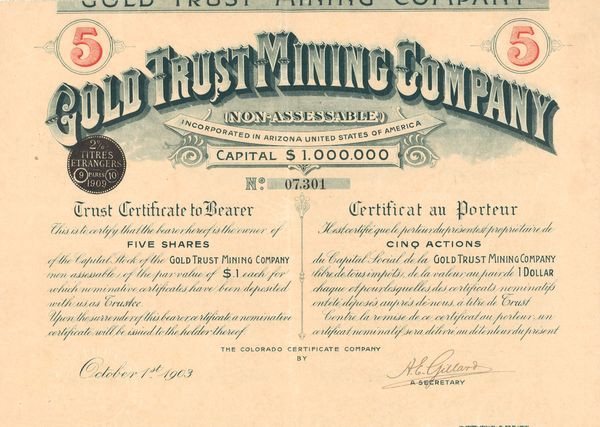 GOLD TRUST MINING COMPANY
5
5
GOLD TRUST MINING COMPANY
(NON-ASSESSABLE)
INCORPORATED IN ARIZONA UNITED STATES OF AMERICA
CAPITAL $ 1.000.000
2%
TITRES
ETRANGERS
9 PARIS 10
1909
No: 07.301
Trust Certificate to Bearer
This is to certify that the bearer hereof is the owner of
FIVE SHARES
of the Capital Stock of the GOLD TRUST MINING COMPANY
non assessable of the par value of $.1 each for
which nominative certificates have been deposited
with us as Trustee
Upon the surrender of this bearer certificate a nominative
certificate will be issued to the holder thereof
Certificat au Porteur
Il est certifié que le porteur du présent est propriétaire de
CINQ ACTIONS
du Capital Social de la GOLD TRUST MINING COMPANY
libre de tous impôts, de la valeur au pair de 1 DOLLAR
chaque et pour lesquelles des certificats nominatifs
ont été déposés auprès de nous, à titre de Trust
Contre la remise de ce certificat au porteur, un
certificat nominatif sera délivré au détenteur du présent
THE COLORADO CERTIFICATE COMPANY
BY
October 1st 1903
A.E. Gillard
A SECRETARY